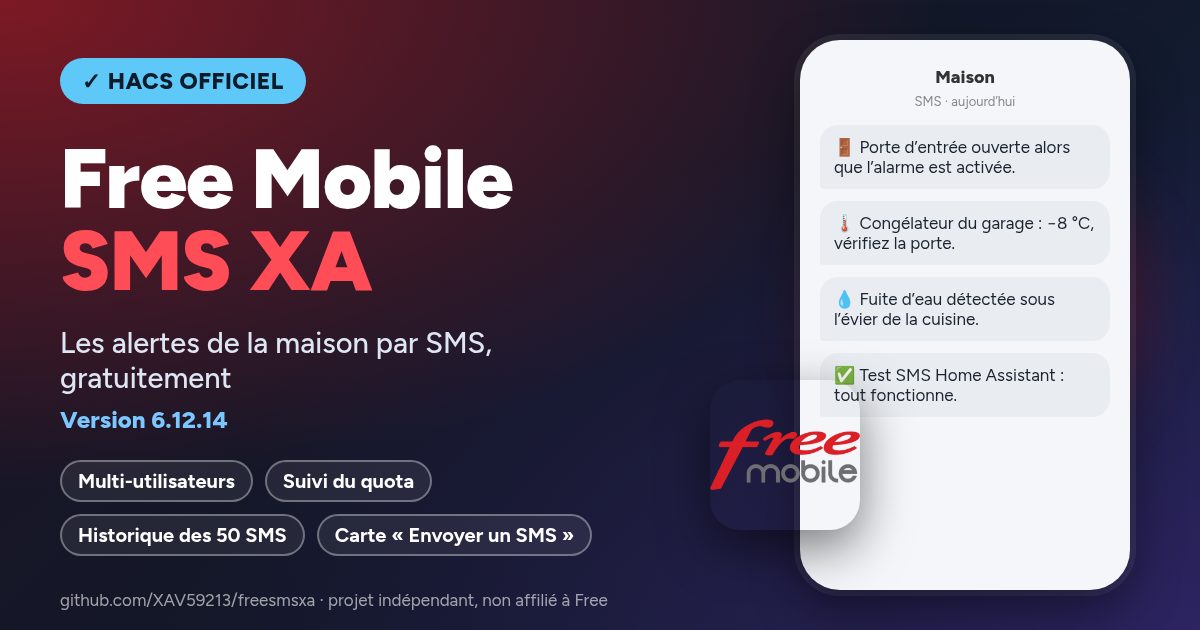 ✓ HACS OFFICIEL
Free Mobile
SMS XA
Les alertes de la maison par SMS,
gratuitement
Version 6.12.14
Multi-utilisateurs
Suivi du quota
Historique des 50 SMS
Carte « Envoyer un SMS »
github.com/XAV59213/freesmsxa · projet indépendant, non affilié à Free
Maison
SMS · aujourd’hui
🚪 Porte d’entrée ouverte alors
que l’alarme est activée.
🌡️ Congélateur du garage : −8 °C,
vérifiez la porte.
💧 Fuite d’eau détectée sous
l’évier de la cuisine.
✅ Test SMS Home Assistant :
tout fonctionne.
free
mobile